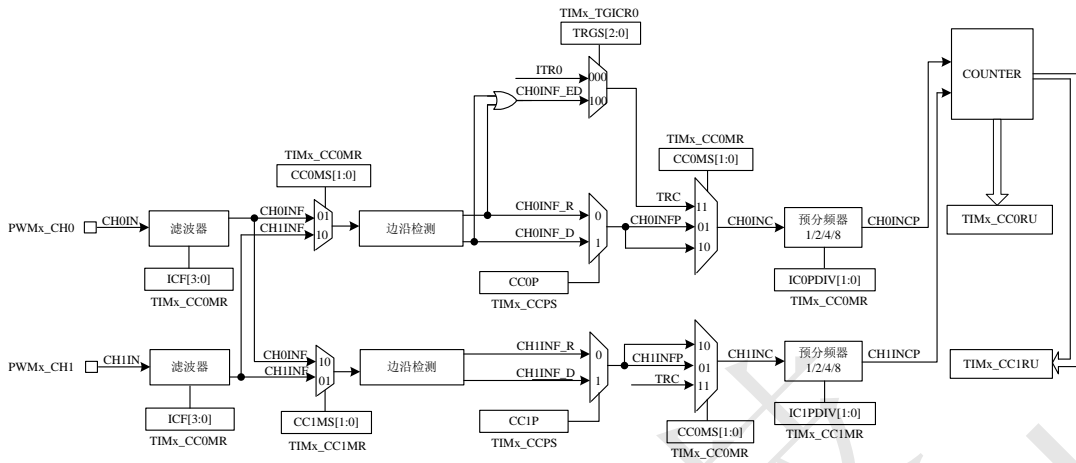 TIMx_TGICR0
TRGS[2:0]
ITR0
000
CH0INF_ED
100
COUNTER
TIMx_CC0MR
CC0MS[1:0]
TIMx_CC0MR
CC0MS[1:0]
PWMx_CH0
CH0IN
滤波器
CH0INF
01
CH1INF
10
边沿检测
CH0INF_R
0
CH0INF_D
1
CH0INFP
TRC
11
01
10
CH0INC
预分频器
1/2/4/8
CH0INCP
TIMx_CC0RU
ICF[3:0]
TIMx_CC0MR
CC0P
TIMx_CCPS
IC0PDIV[1:0]
TIMx_CC0MR
PWMx_CH1
CH1IN
滤波器
CH0INF
10
CH1INF
01
边沿检测
CH1INF_R
0
CH1INF_D
1
CH1INFP
TRC
10
01
11
CH1INC
预分频器
1/2/4/8
CH1INCP
TIMx_CC1RU
ICF[3:0]
TIMx_CC0MR
CC1MS[1:0]
TIMx_CC1MR
CC1P
TIMx_CCPS
CC0MS[1:0]
TIMx_CC0MR
IC1PDIV[1:0]
TIMx_CC1MR